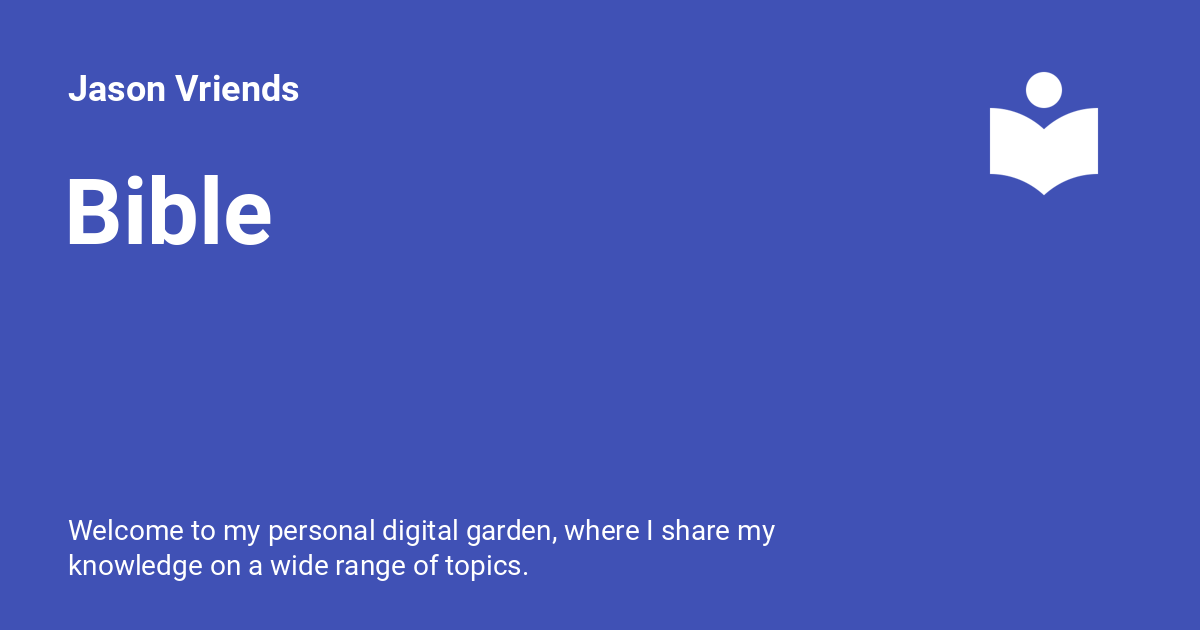 Jason Vriends
Bible
Welcome to my personal digital garden, where I share my
knowledge on a wide range of topics.